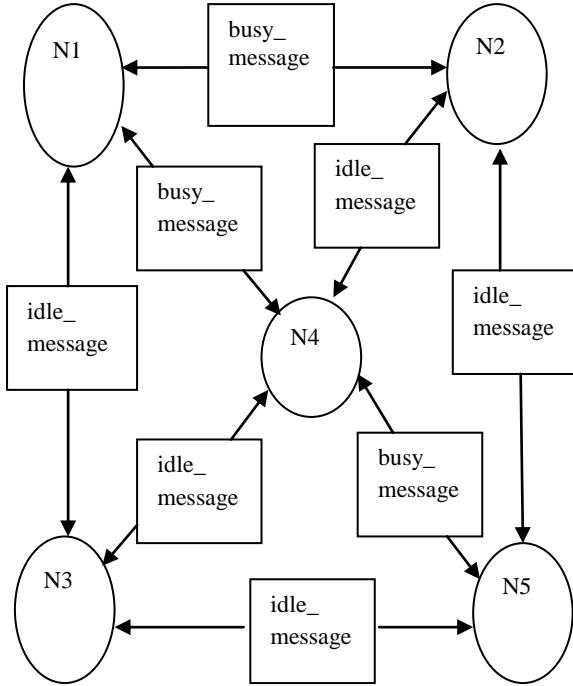 N1
busy_
message
N2
busy_
message
idle_
message
idle_
message
idle_
message
N4
idle_
message
busy_
message
N3
N5
idle_
message